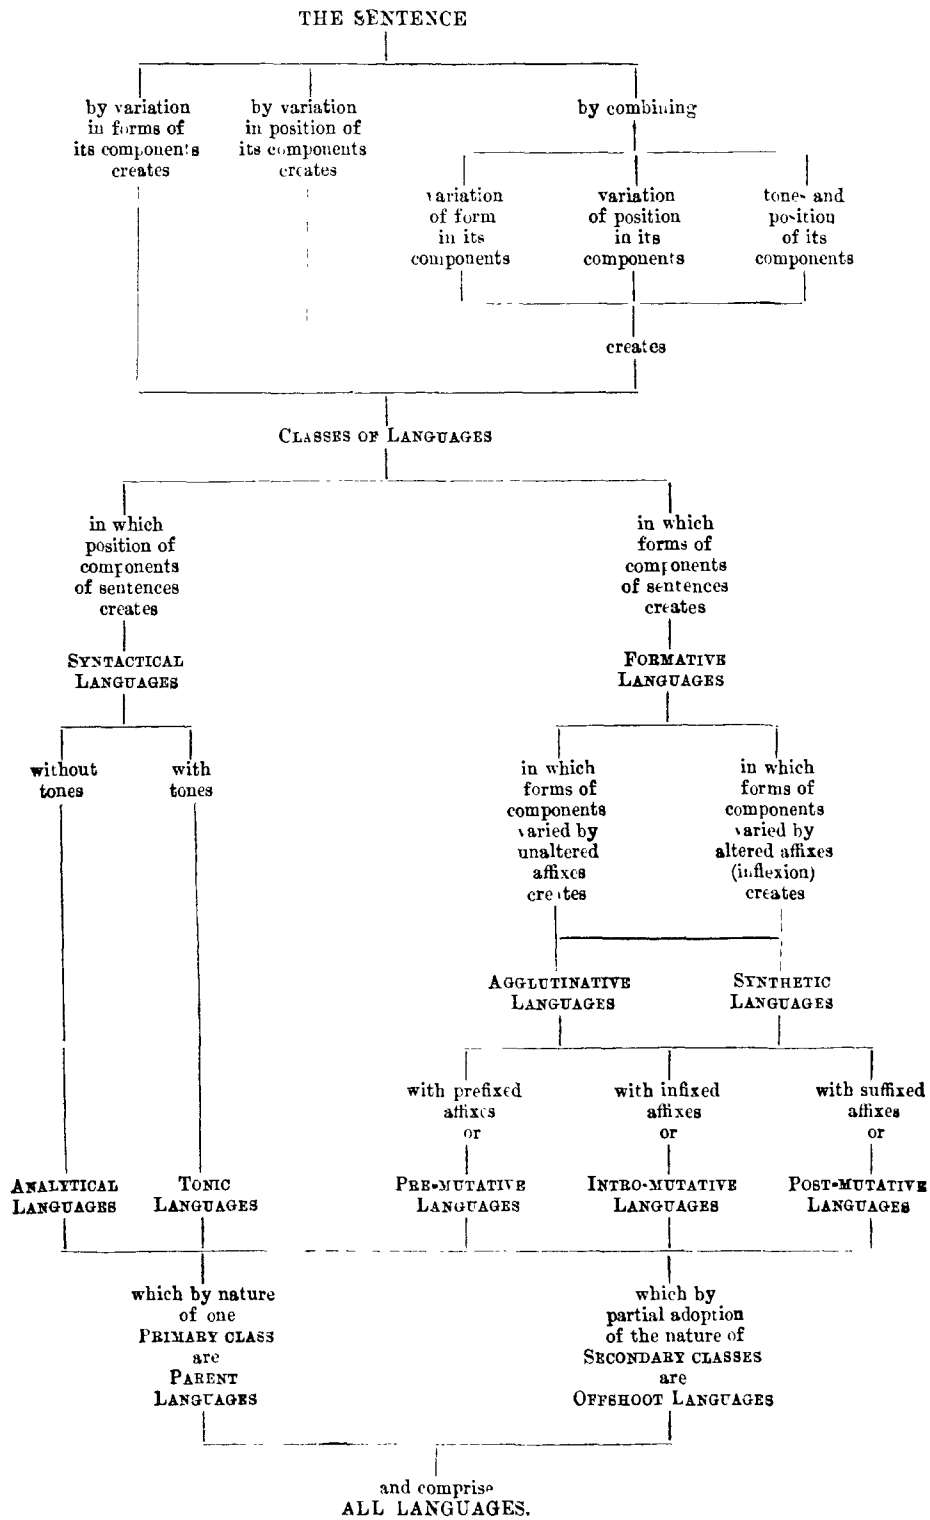 THE SENTENCE
by variation
in forms of
its components
creates
by variation
in position of
its components
creates
by combining
variation
of form
in its
components
variation
of position
in its
components
tones and
position
of its
components
creates
CLASSES OF LANGUAGES
in which
position of
components
of sentences
creates
SYNTACTICAL
LANGUAGES
in which
forms of
components
of sentences
creates
FORMATIVE
LANGUAGES
without
tones
with
tones
in which
forms of
components
varied by
unaltered
affixes
creates
in which
forms of
components
varied by
altered affixes
(inflexion)
creates
AGGLUTINATIVE
LANGUAGES
SYNTHETIC
LANGUAGES
with prefixed
affixes
or
with infixed
affixes
or
with suffixed
affixes
or
ANALYTICAL
LANGUAGES
TONIC
LANGUAGES
PRE-MUTATIVE
LANGUAGES
INTRO-MUTATIVE
LANGUAGES
POST-MUTATIVE
LANGUAGES
which by nature
of one
PRIMARY CLASS
are
PARENT
LANGUAGES
which by
partial adoption
of the nature of
SECONDARY CLASSES
are
OFFSHOOT LANGUAGES
and comprise
ALL LANGUAGES.